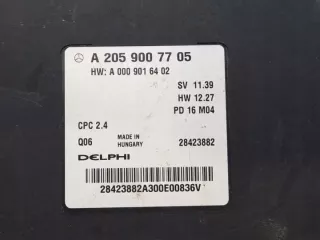 A 205 900 77 05
HW: A 000 901 64 02
SV 11.39
HW 12.27
PD 16 M04
CPC 2.4
Q06
MADE IN
HUNGARY
28423882
DELPHI
28423882A300E00836V